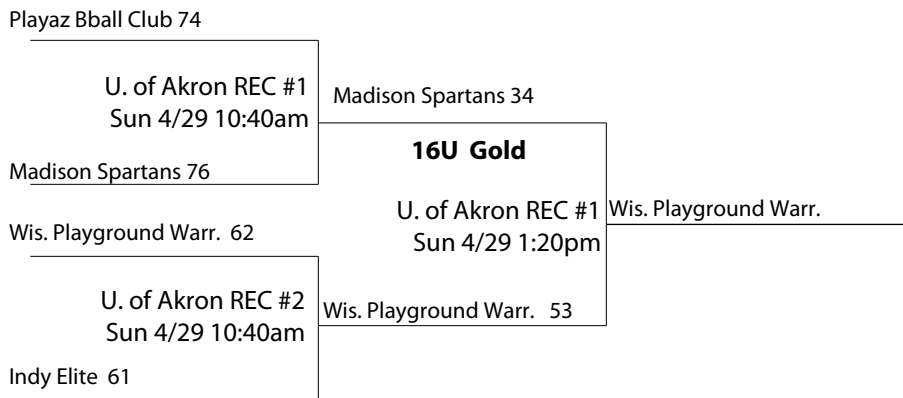 Playaz Bball Club 74
U. of Akron REC #1
Sun 4/29 10:40am
Madison Spartans 34
16U Gold
Madison Spartans 76
U. of Akron REC #1
Sun 4/29 1:20pm
Wis. Playground Warr.
Wis. Playground Warr. 62
U. of Akron REC #2
Sun 4/29 10:40am
Wis. Playground Warr. 53
Indy Elite 61